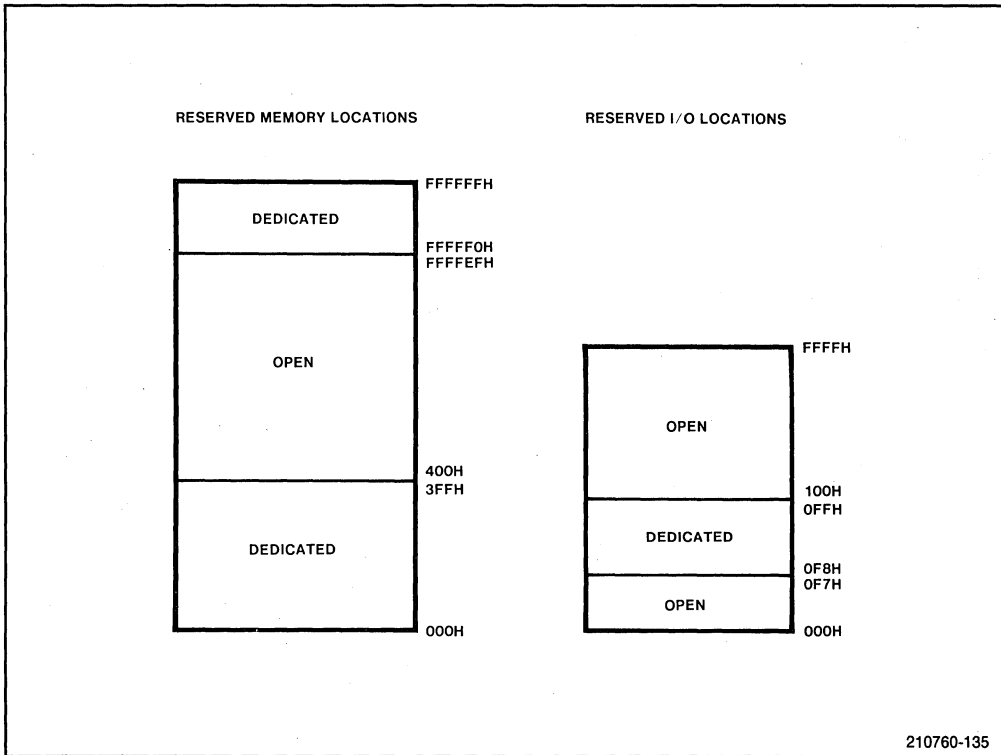 RESERVED MEMORY LOCATIONS
FFFFFFH
DEDICATED
FFFFF0H
FFFFEFH
OPEN
400H
3FFH
DEDICATED
000H
RESERVED I/O LOCATIONS
FFFFH
OPEN
100H
0FFH
DEDICATED
0F8H
0F7H
OPEN
000H
210760-135